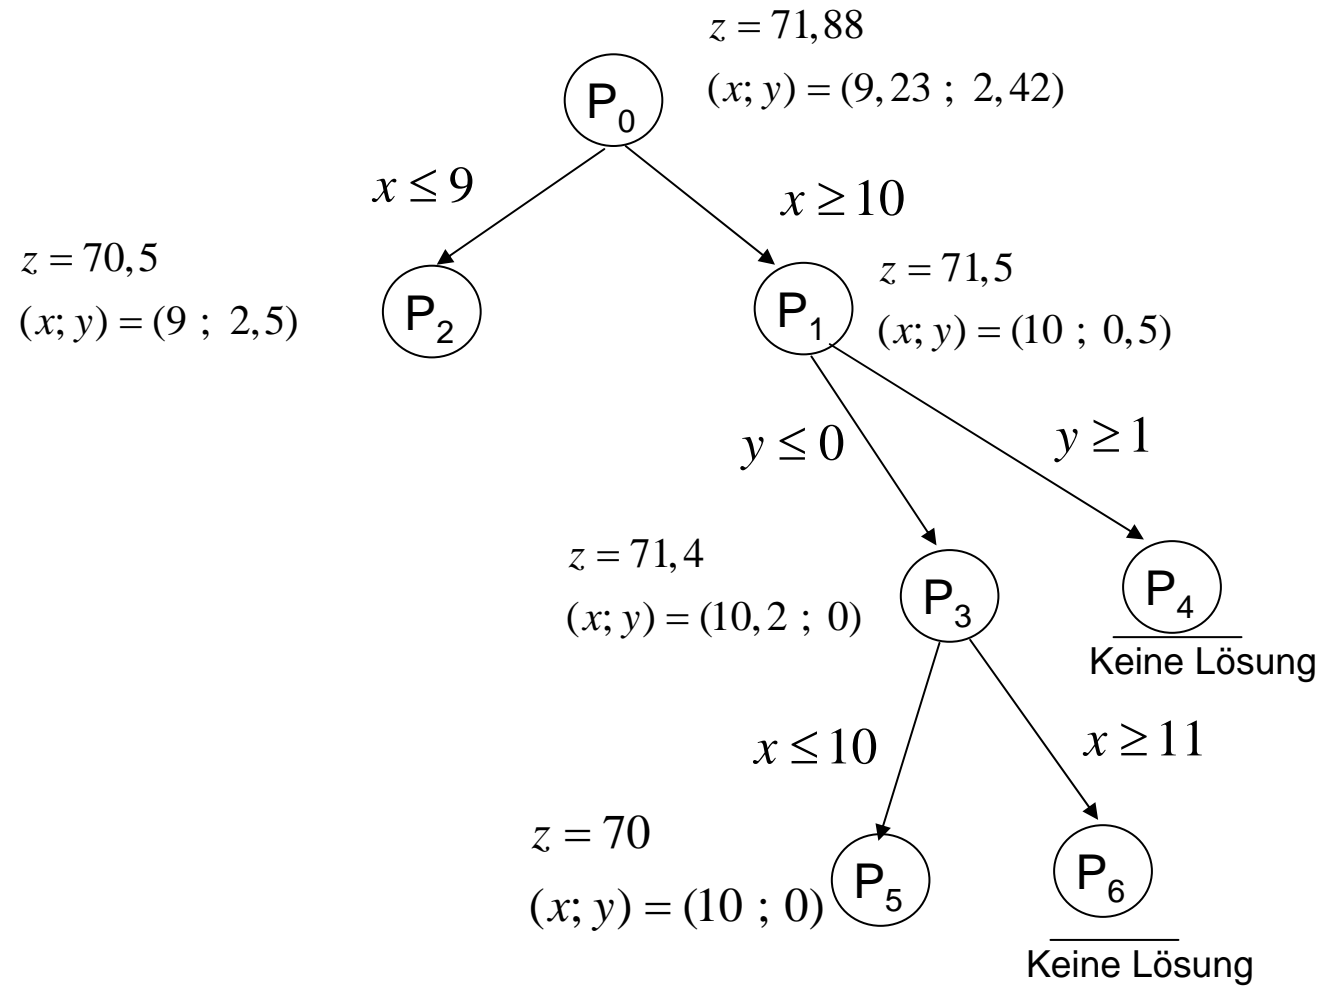 z = 71,88
P0
(x; y) = (9,23 ; 2,42)
x ≤ 9
x ≥ 10
z = 70,5
(x; y) = (9 ; 2,5)
P2
P1
z = 71,5
(x; y) = (10 ; 0,5)
y ≤ 0
y ≥ 1
z = 71,4
(x; y) = (10,2 ; 0)
P3
P4
Keine Lösung
x ≤ 10
x ≥ 11
z = 70
(x; y) = (10 ; 0)
P5
P6
Keine Lösung